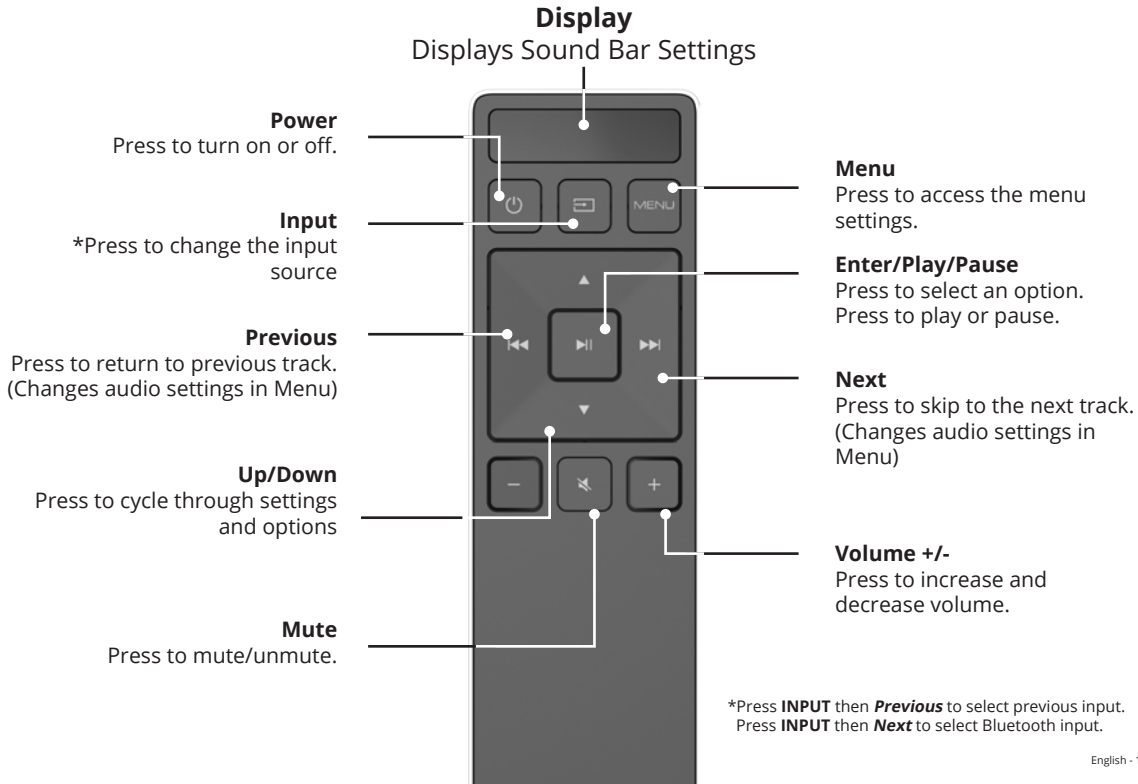 Display
Displays Sound Bar Settings
Power
Press to turn on or off.
Input
*Press to change the input
source
Previous
Press to return to previous track.
(Changes audio settings in Menu)
Up/Down
Press to cycle through settings
and options
Mute
Press to mute/unmute.
MENU
Menu
Press to access the menu
settings.
Enter/Play/Pause
Press to select an option.
Press to play or pause.
Next
Press to skip to the next track.
(Changes audio settings in
Menu)
Volume +/-
Press to increase and
decrease volume.
*Press INPUT then Previous to select previous input.
Press INPUT then Next to select Bluetooth input.
English -